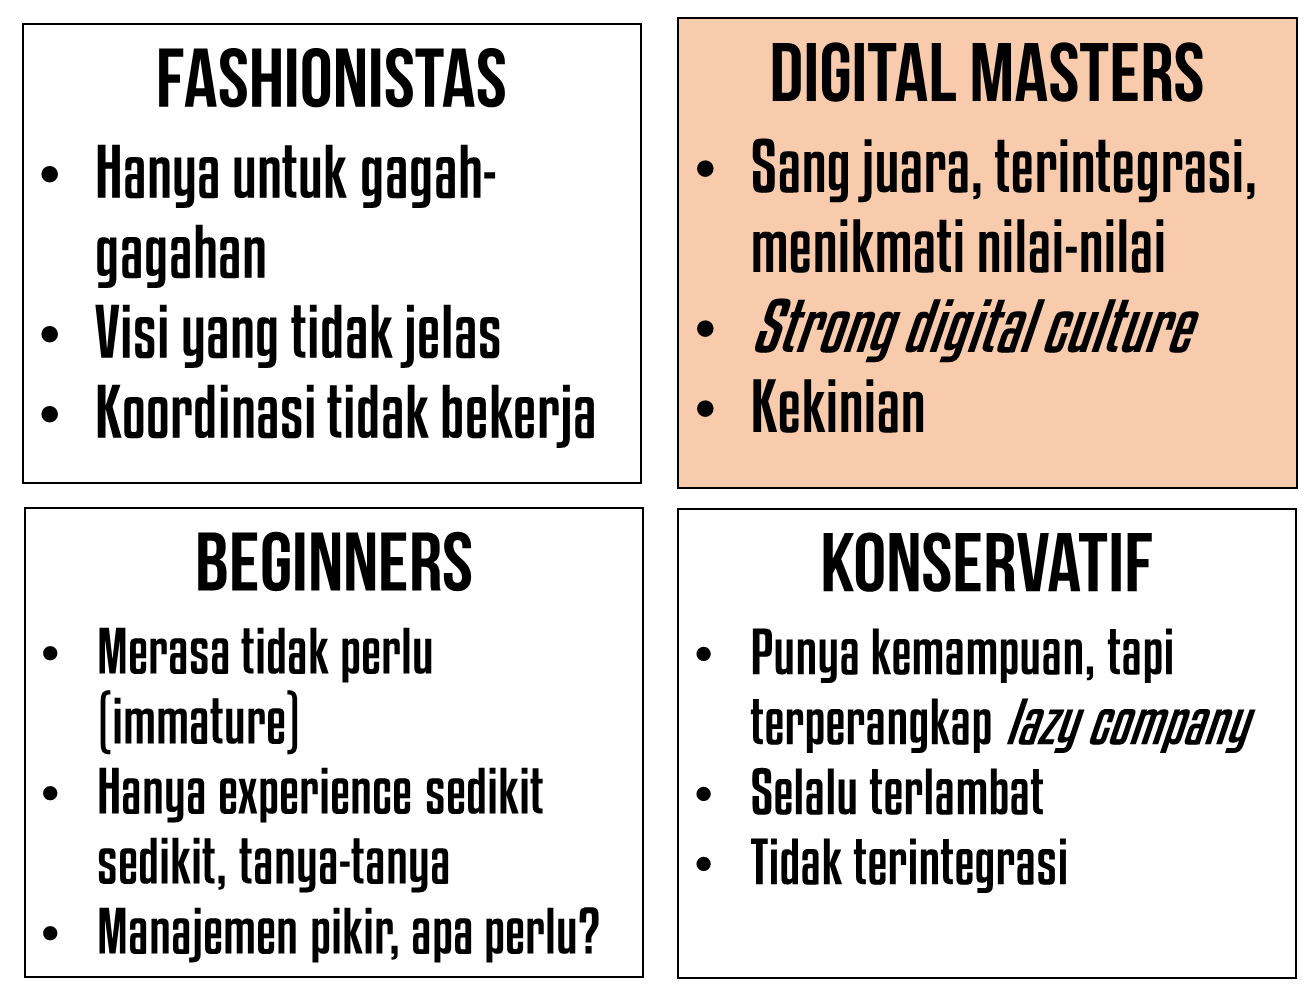 FASHIONISTAS
• Hanya untuk gagah-
gagahan
• Visi yang tidak jelas
• Koordinasi tidak bekerja
DIGITAL MASTERS
• Sang juara, terintegrasi,
menikmati nilai-nilai
• Strong digital culture
• Kekinian
BEGINNERS
• Merasa tidak perlu
(immature)
• Hanya experience sedikit
sedikit, tanya-tanya
• Manajemen pikir, apa perlu?
KONSERVATIF
• Punya kemampuan, tapi
terperangkap lazy company
• Selalu terlambat
• Tidak terintegrasi